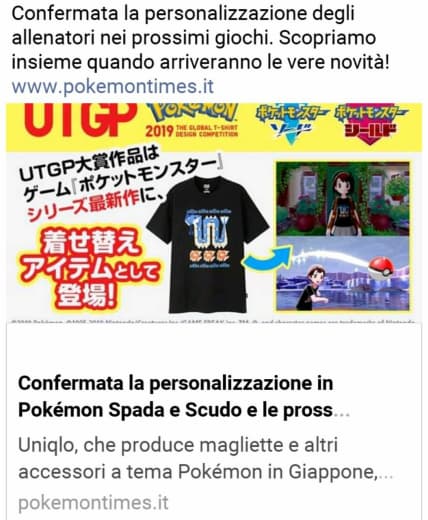 Confermata la personalizzazione degli
allenatori nei prossimi giochi. Scopriamo
insieme quando arriveranno le vere novità!
www.pokemontimes.it
UTGP
POKÉMON
2019 THE GLOBAL T-SHIRT
DESIGN COMPETITION
ポケットモンスター
ソード
ポケットモンスター
シールド
UTGP大賞作品は
ゲーム『ポケットモンスター』
シリーズ最新作に、
着せ替え
アイテムとして
登場!
Confermata la personalizzazione in
Pokémon Spada e Scudo e le pross...
Uniqlo, che produce magliette e altri
accessori a tema Pokémon in Giappone,...
pokemontimes.it